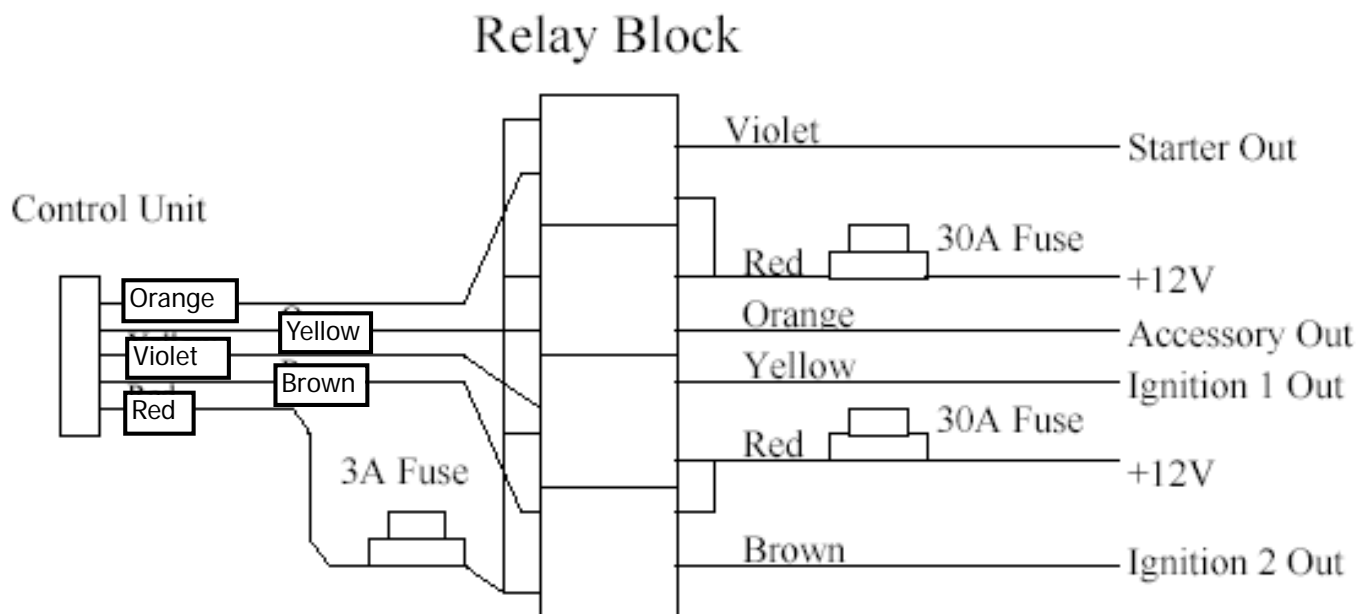 Relay Block
Violet
Starter Out
Control Unit
30A Fuse
Red
+12V
Orange
Orange
Accessory Out
Yellow
Violet
Yellow
Ignition 1 Out
Brown
Red
30A Fuse
Red
+12V
3A Fuse
Brown
Ignition 2 Out